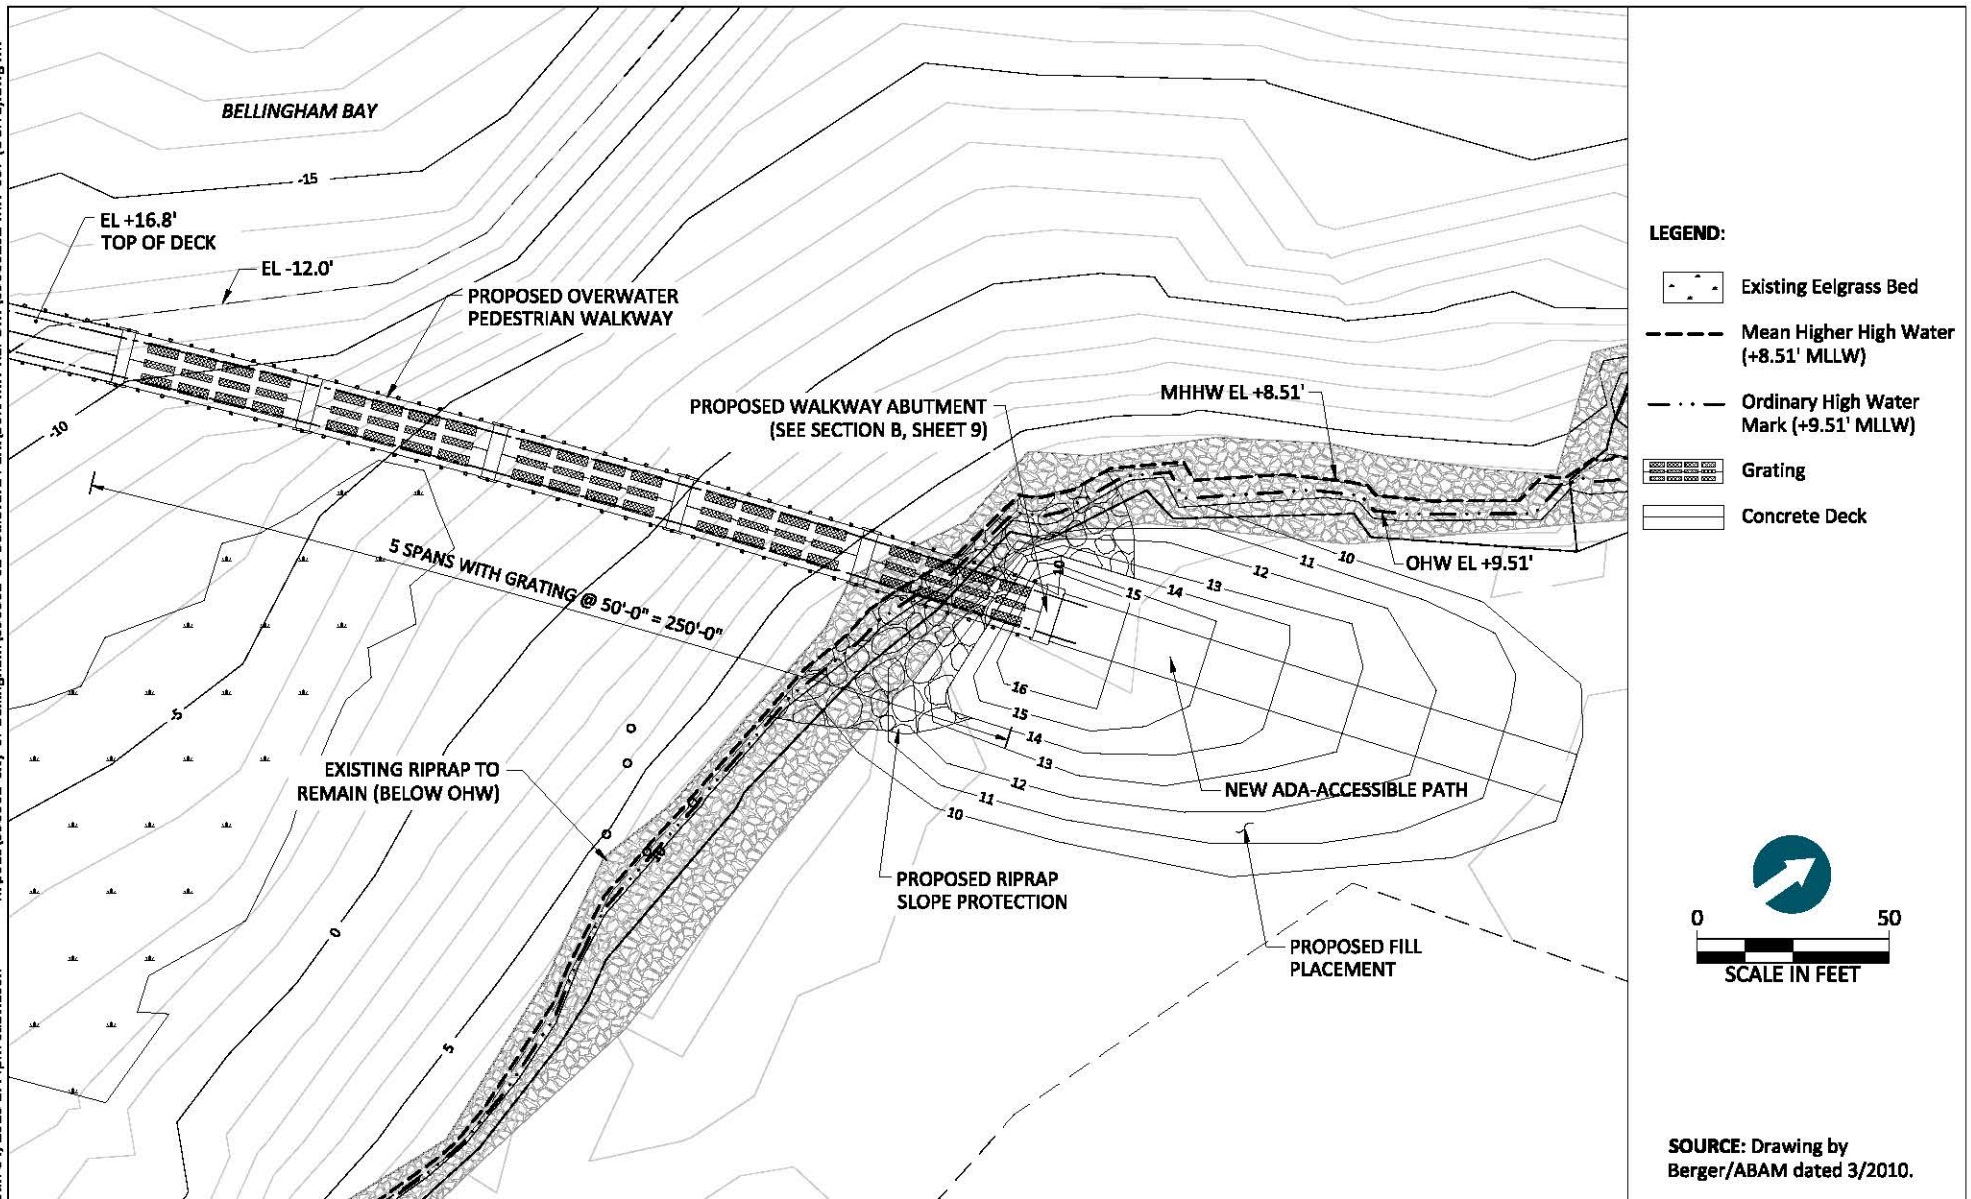 BELLINGHAM BAY
-15
EL +16.8'
TOP OF DECK
EL -12.0'
PROPOSED OVERWATER
PEDESTRIAN WALKWAY
-10
PROPOSED WALKWAY ABUTMENT
(SEE SECTION B, SHEET 9)
MHHW EL +8.51'
5 SPANS WITH GRATING @ 50'-0" = 250'-0"
OHW EL +9.51'
10
11
12
13
14
15
10
16
15
14
13
12
11
10
-5
0
5
EXISTING RIPRAP TO
REMAIN (BELOW OHW)
NEW ADA-ACCESSIBLE PATH
PROPOSED RIPRAP
SLOPE PROTECTION
PROPOSED FILL
PLACEMENT
LEGEND:
Existing Eelgrass Bed
Mean Higher High Water
(+8.51' MLLW)
Ordinary High Water
Mark (+9.51' MLLW)
Grating
Concrete Deck
0 50
SCALE IN FEET
SOURCE: Drawing by
Berger/ABAM dated 3/2010.